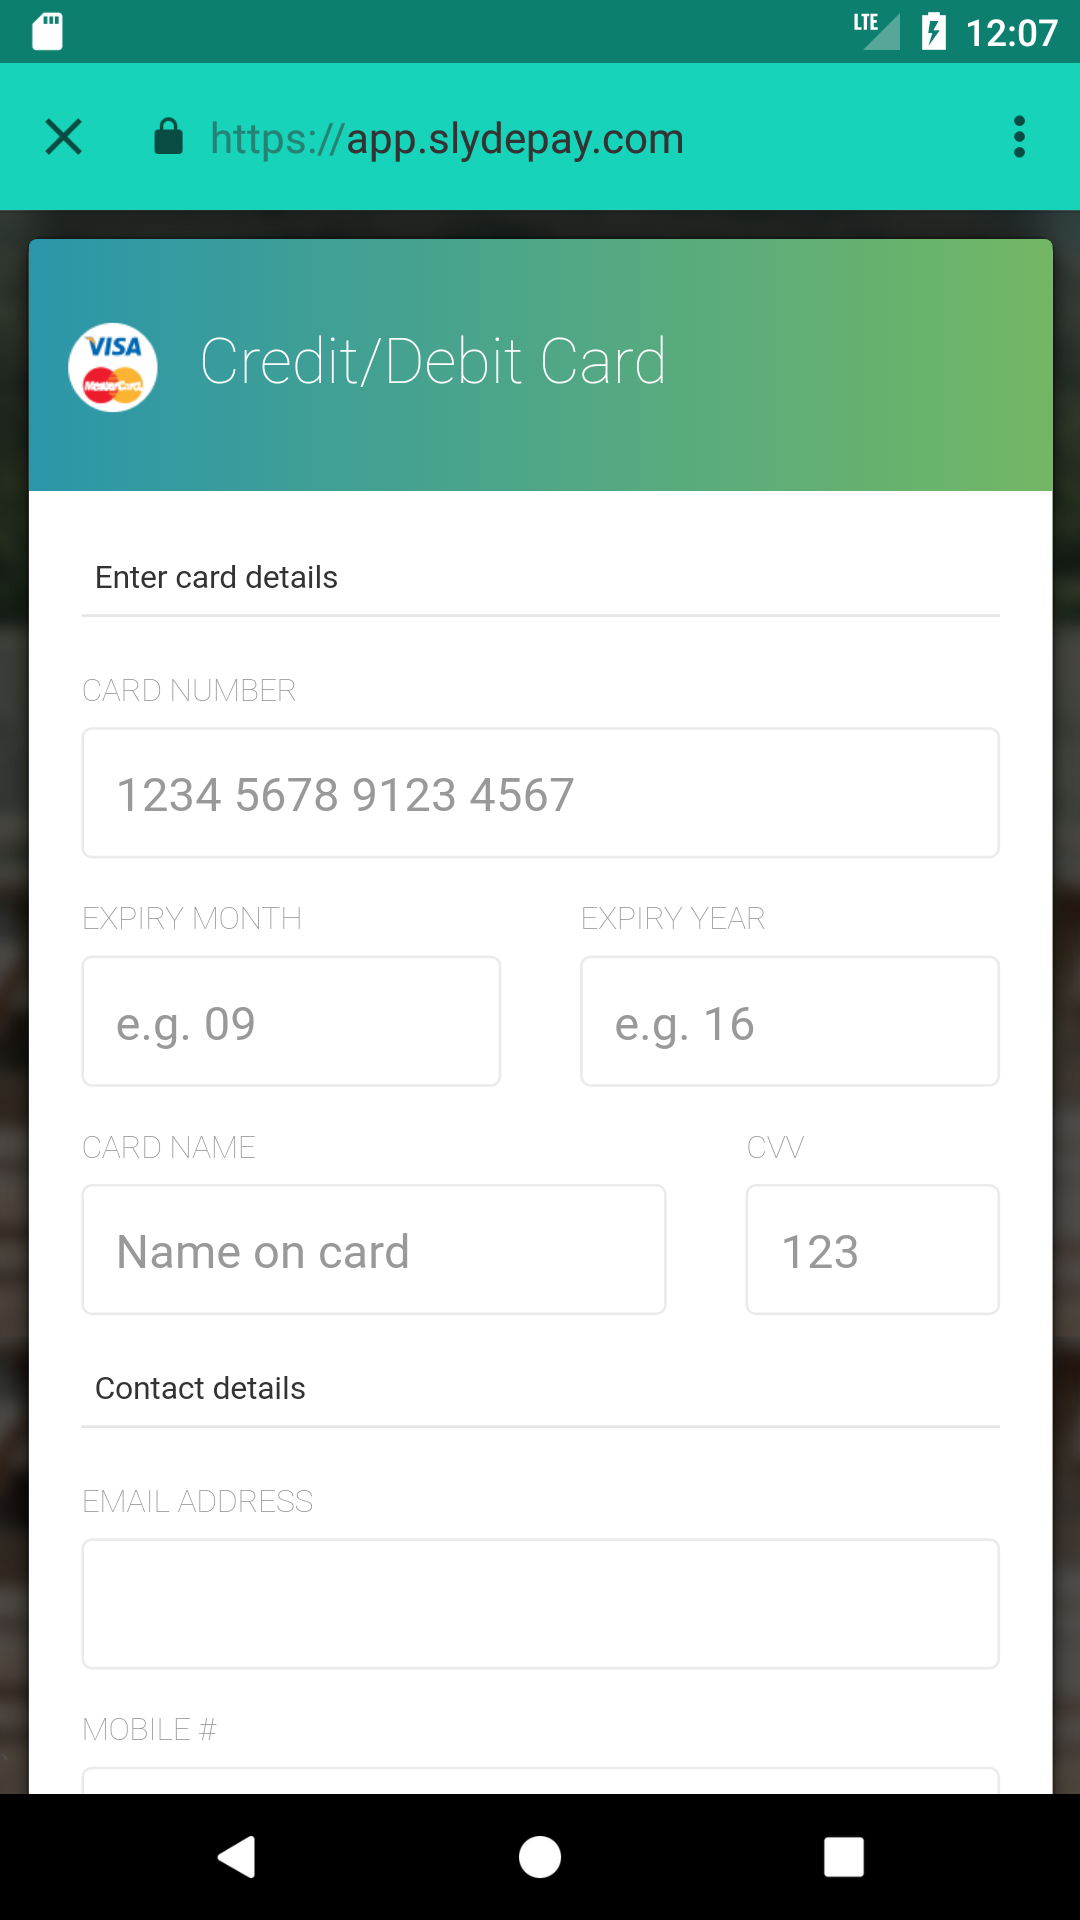 LTE 12:07
https://app.slydepay.com
VISA
MasterCard
Credit/Debit Card
Enter card details
CARD NUMBER
1234 5678 9123 4567
EXPIRY MONTH EXPIRY YEAR
e.g. 09 e.g. 16
CARD NAME CVV
Name on card 123
Contact details
EMAIL ADDRESS
MOBILE #